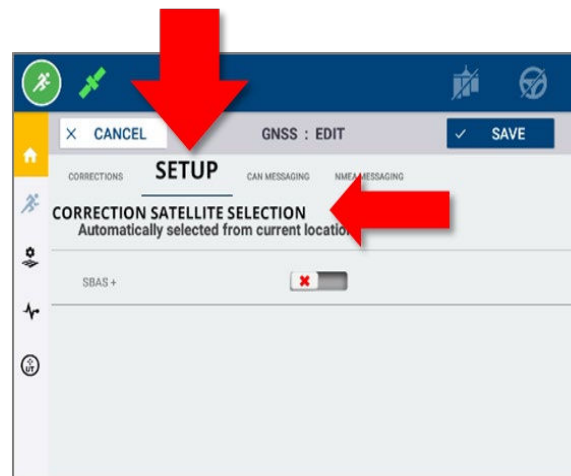 CANCEL GNSS : EDIT SAVE
CORRECTIONS SETUP CAN MESSAGING NMEA MESSAGING
CORRECTION SATELLITE SELECTION
Automatically selected from current location
SBAS +
UT